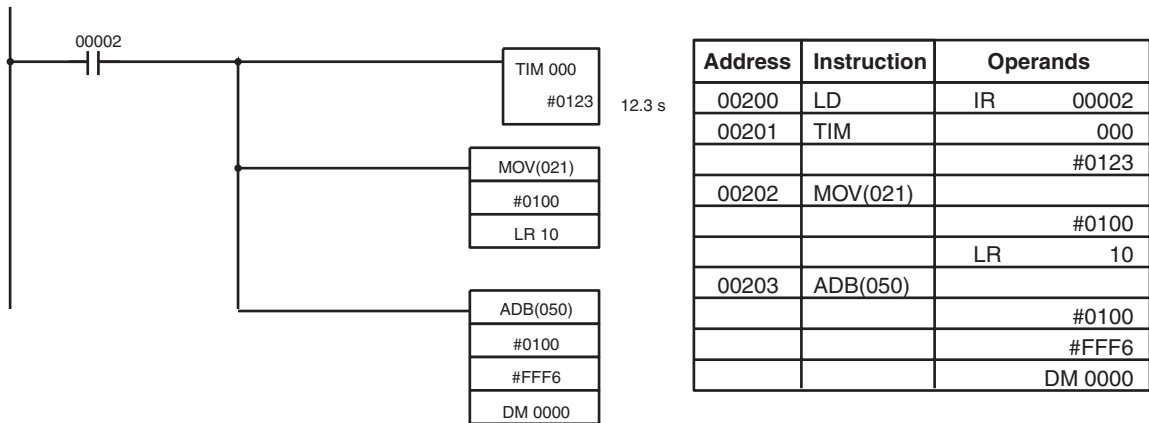 00002
TIM 000
#0123
12.3 s
MOV(021)
#0100
LR 10
ADB(050)
#0100
#FFF6
DM 0000
Address Instruction Operands
00200 LD IR 00002
00201 TIM 000
#0123
00202 MOV(021)
#0100
LR 10
00203 ADB(050)
#0100
#FFF6
DM 0000